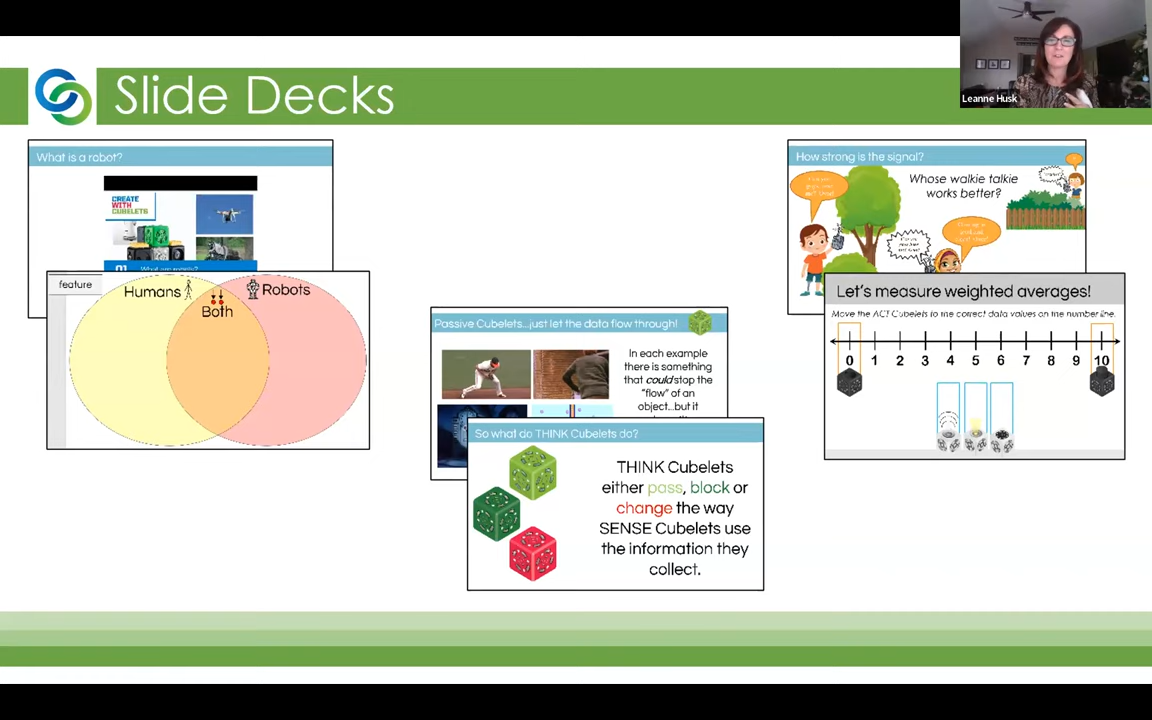 Slide Decks
Leanne Husk
What is a robot?
CREATE
WITH
CUBELETS
01 What are robots?
feature
Humans
Robots
Both
Passive Cubelets...just let the data flow through!
In each example
there is something
that could stop the
"flow" of an
object...but it
So what do THINK Cubelets do?
THINK Cubelets
either pass, block or
change the way
SENSE Cubelets use
the information they
collect.
How strong is the signal?
Whose walkie talkie
works better?
Let's measure weighted averages!
Move the ACT Cubelets to the correct data values on the number line.
0 1 2 3 4 5 6 7 8 9 10